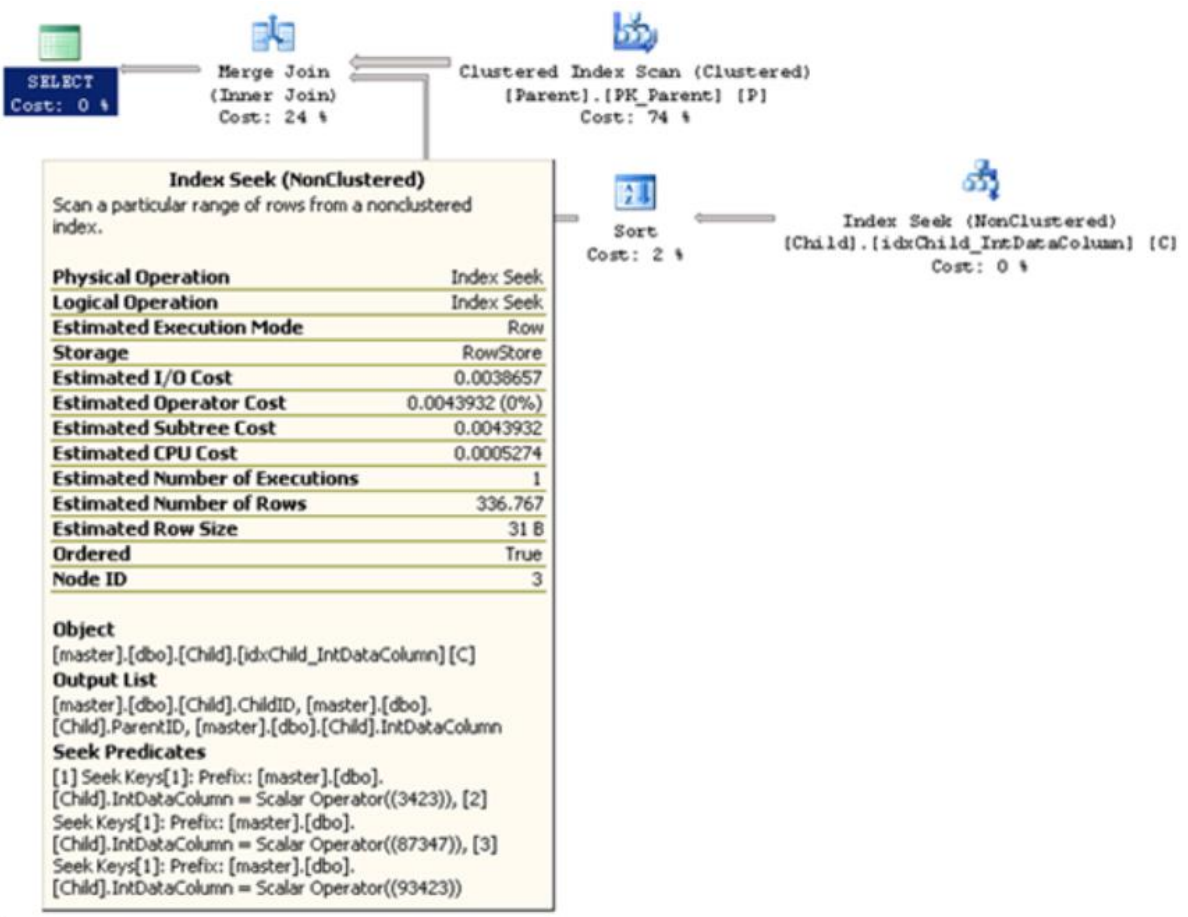 SELECT
Cost: 0 %
Merge Join
(Inner Join)
Cost: 24 %
Clustered Index Scan (Clustered)
[Parent].[PK_Parent] [P]
Cost: 74 %
Sort
Cost: 2 %
Index Seek (NonClustered)
[Child].[idxChild_IntDataColumn] [C]
Cost: 0 %
Index Seek (NonClustered)
Scan a particular range of rows from a nonclustered
index.
Physical Operation Index Seek
Logical Operation Index Seek
Estimated Execution Mode Row
Storage RowStore
Estimated I/O Cost 0.0038657
Estimated Operator Cost 0.0043932 (0%)
Estimated Subtree Cost 0.0043932
Estimated CPU Cost 0.0005274
Estimated Number of Executions 1
Estimated Number of Rows 336.767
Estimated Row Size 31 B
Ordered True
Node ID 3
Object
[master].[dbo].[Child].[idxChild_IntDataColumn] [C]
Output List
[master].[dbo].[Child].ChildID, [master].[dbo].
[Child].ParentID, [master].[dbo].[Child].IntDataColumn
Seek Predicates
[1] Seek Keys[1]: Prefix: [master].[dbo].
[Child].IntDataColumn = Scalar Operator((3423)), [2]
Seek Keys[1]: Prefix: [master].[dbo].
[Child].IntDataColumn = Scalar Operator((87347)), [3]
Seek Keys[1]: Prefix: [master].[dbo].
[Child].IntDataColumn = Scalar Operator((93423))